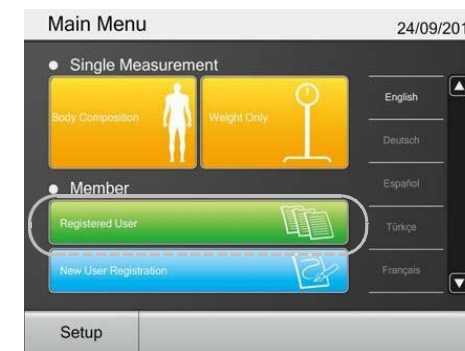 Main Menu
24/09/201
Single Measurement
Body Composition
Weight Only
Member
Registered User
New User Registration
English
Deutsch
Español
Türkçe
Français
Setup